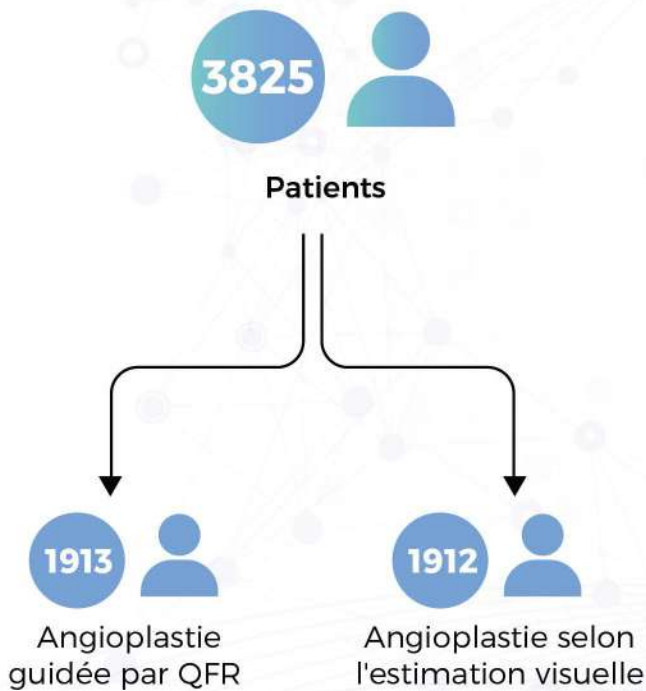 3825
Patients
1913
Angioplastie
guidée par QFR
1912
Angioplastie selon
l'estimation visuelle